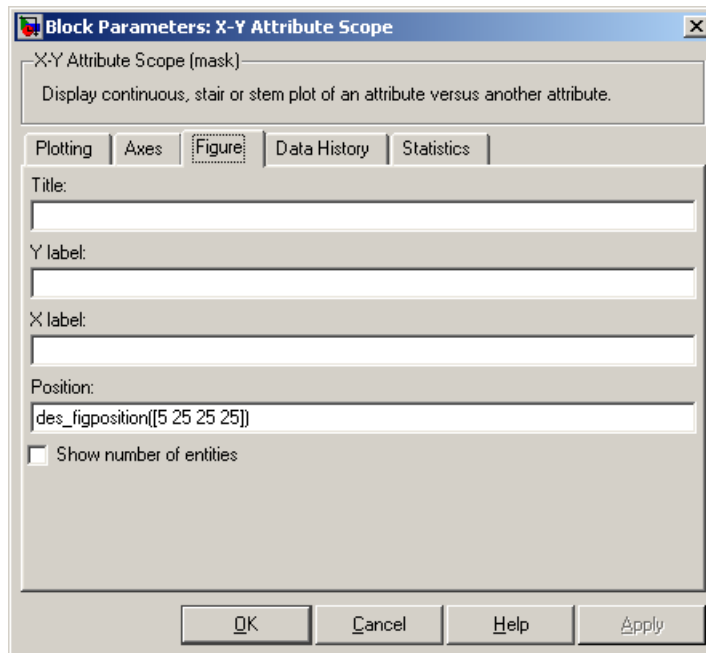 Block Parameters: X-Y Attribute Scope
X-Y Attribute Scope (mask)
Display continuous, stair or stem plot of an attribute versus another attribute.
Plotting Axes Figure Data History Statistics
Title:
Y label:
X label:
Position:
des_figposition([5 25 25 25])
Show number of entities
OK Cancel Help Apply